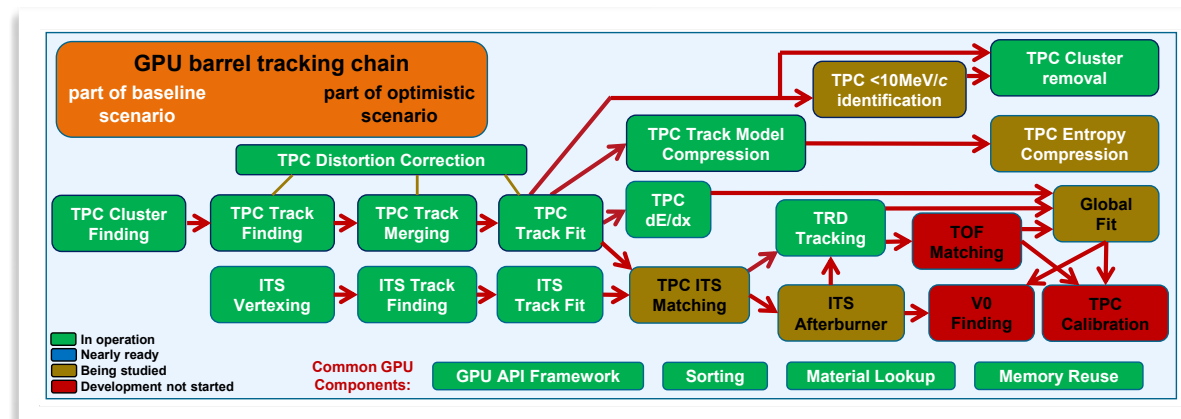 GPU barrel tracking chain
part of baseline
scenario
part of optimistic
scenario
TPC Distortion Correction
TPC <10MeV/c
identification
TPC Cluster
removal
TPC Track Model
Compression
TPC Entropy
Compression
TPC Cluster
Finding
TPC Track
Finding
TPC Track
Merging
TPC
Track Fit
TPC
dE/dx
TRD
Tracking
TOF
Matching
Global
Fit
ITS
Vertexing
ITS Track
Finding
ITS
Track Fit
TPC ITS
Matching
ITS
Afterburner
V0
Finding
TPC
Calibration
In operation
Nearly ready
Being studied
Development not started
Common GPU
Components:
GPU API Framework
Sorting
Material Lookup
Memory Reuse